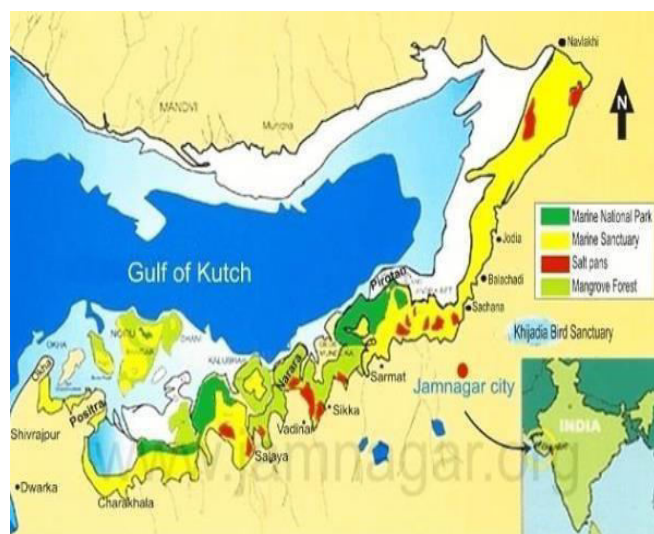 Navlakhi
N
MANDVI
Mundra
Marine National Park
Marine Sanctuary
Salt pans
Mangrove Forest
Jodia
Gulf of Kutch
Pirotan
Balachadi
Sachana
Khijadia Bird Sanctuary
OKHA
Okha
Narara
Sarmat
Jamnagar city
Positra
Sikka
INDIA
Shivrajpur
Vadinar
Salaya
www.jamnagar.org
Dwarka
Charakhala